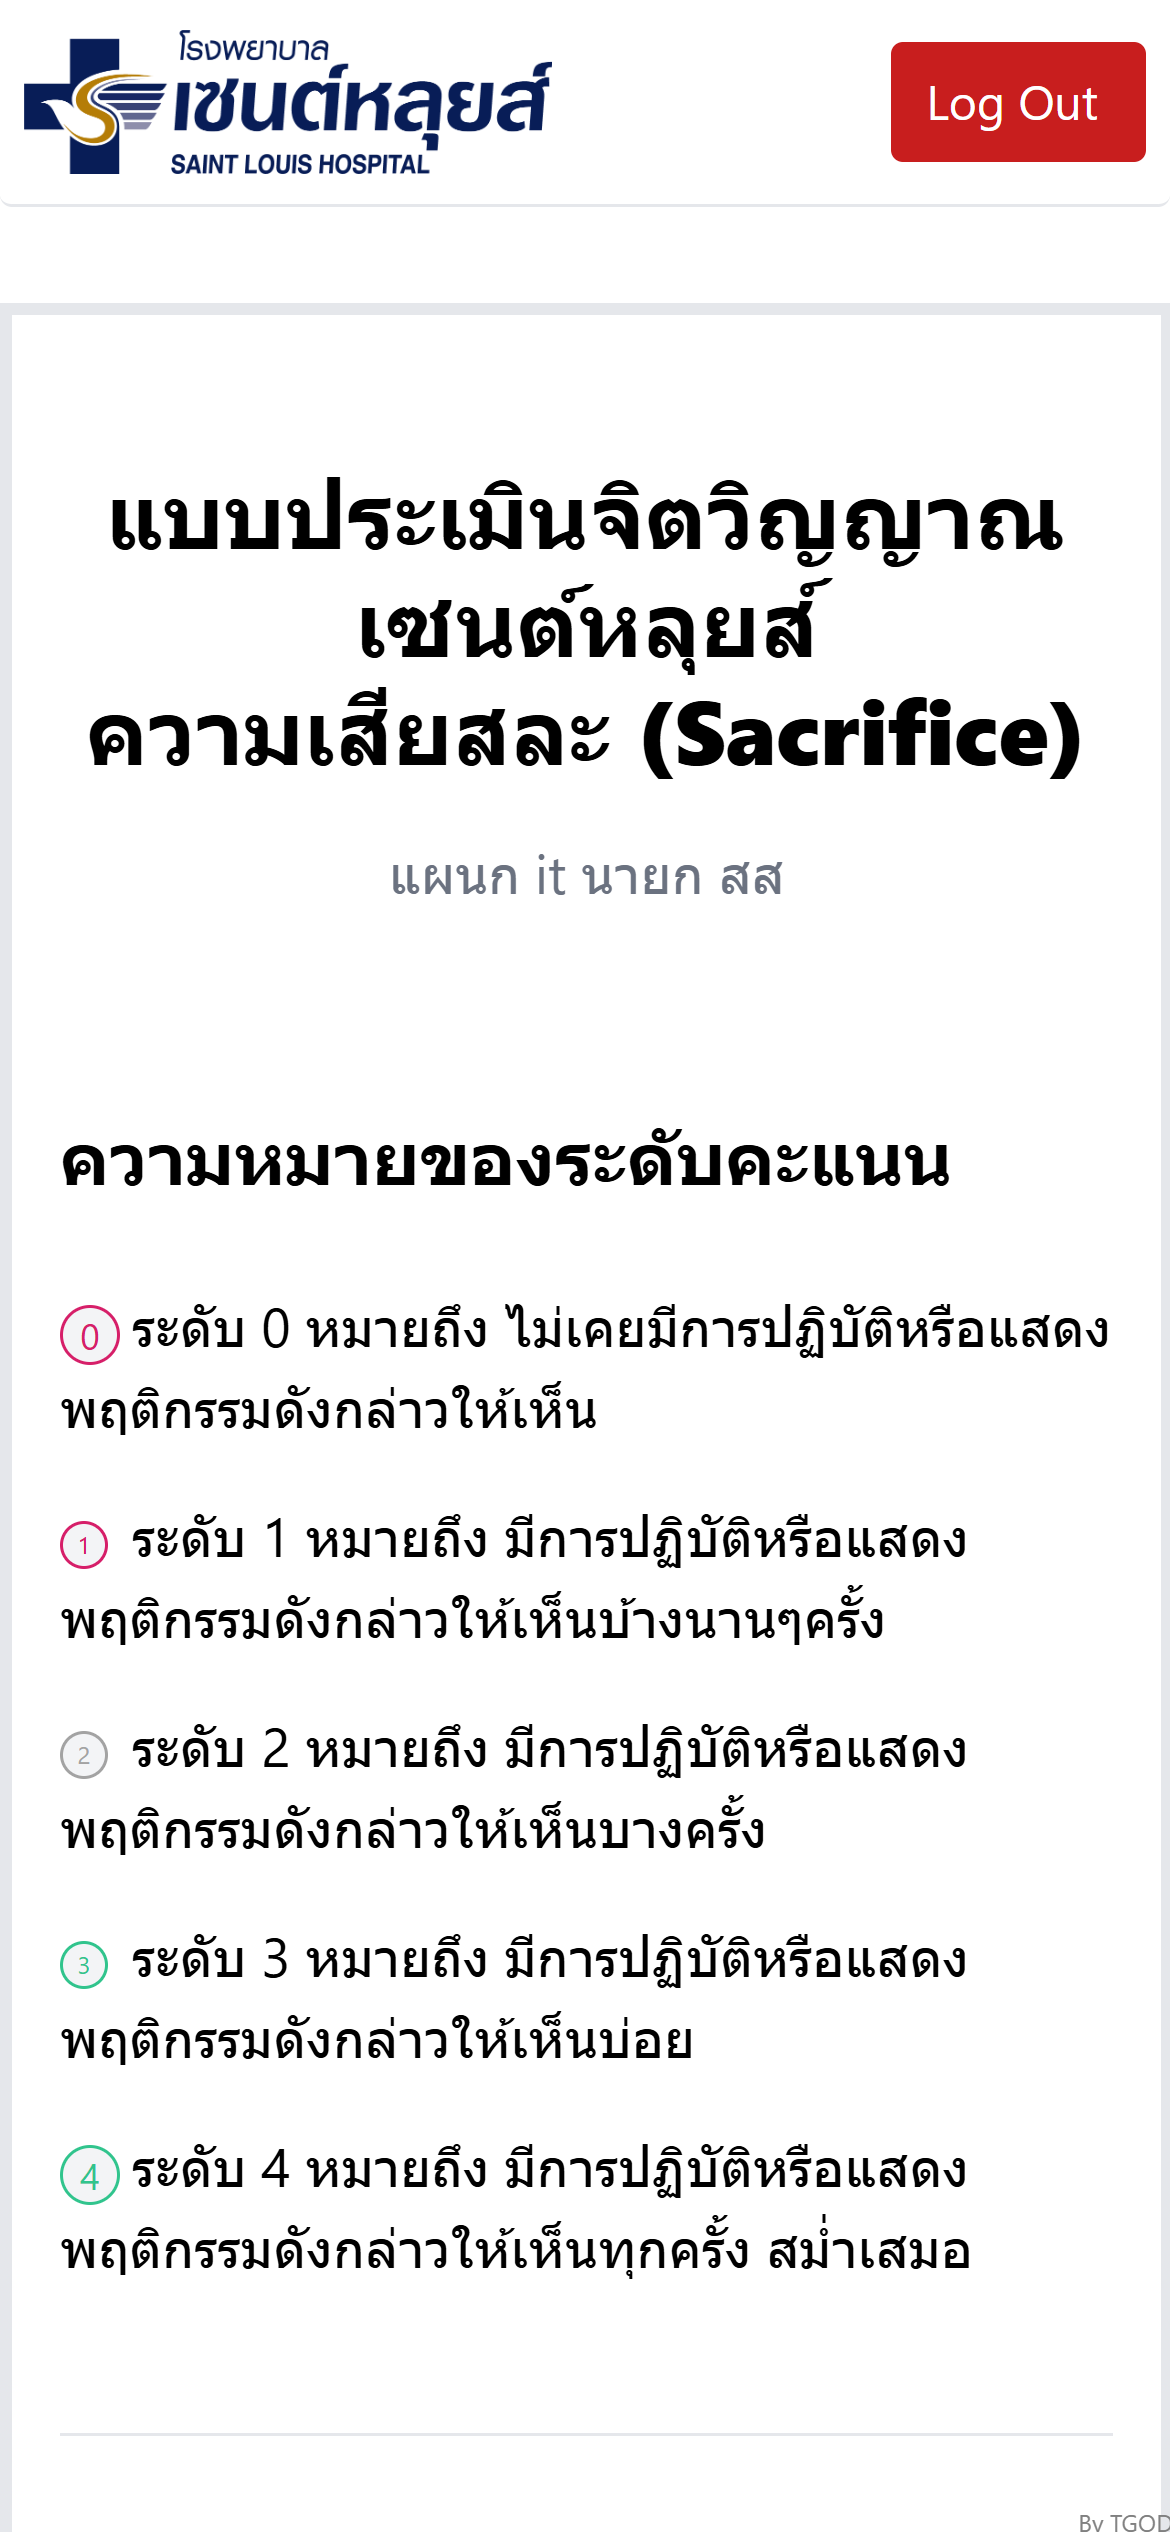 โรงพยาบาล
เซนต์หลุยส์
SAINT LOUIS HOSPITAL
Log Out
แบบประเมินจิตวิญญาณ
เซนต์หลุยส์
ความเสียสละ (Sacrifice)
แผนก it นายก สส
ความหมายของระดับคะแนน
0 ระดับ 0 หมายถึง ไม่เคยมีการปฏิบัติหรือแสดง
พฤติกรรมดังกล่าวให้เห็น
1 ระดับ 1 หมายถึง มีการปฏิบัติหรือแสดง
พฤติกรรมดังกล่าวให้เห็นบ้างนานๆครั้ง
2 ระดับ 2 หมายถึง มีการปฏิบัติหรือแสดง
พฤติกรรมดังกล่าวให้เห็นบางครั้ง
3 ระดับ 3 หมายถึง มีการปฏิบัติหรือแสดง
พฤติกรรมดังกล่าวให้เห็นบ่อย
4 ระดับ 4 หมายถึง มีการปฏิบัติหรือแสดง
พฤติกรรมดังกล่าวให้เห็นทุกครั้ง สม่ำเสมอ
By TGOD